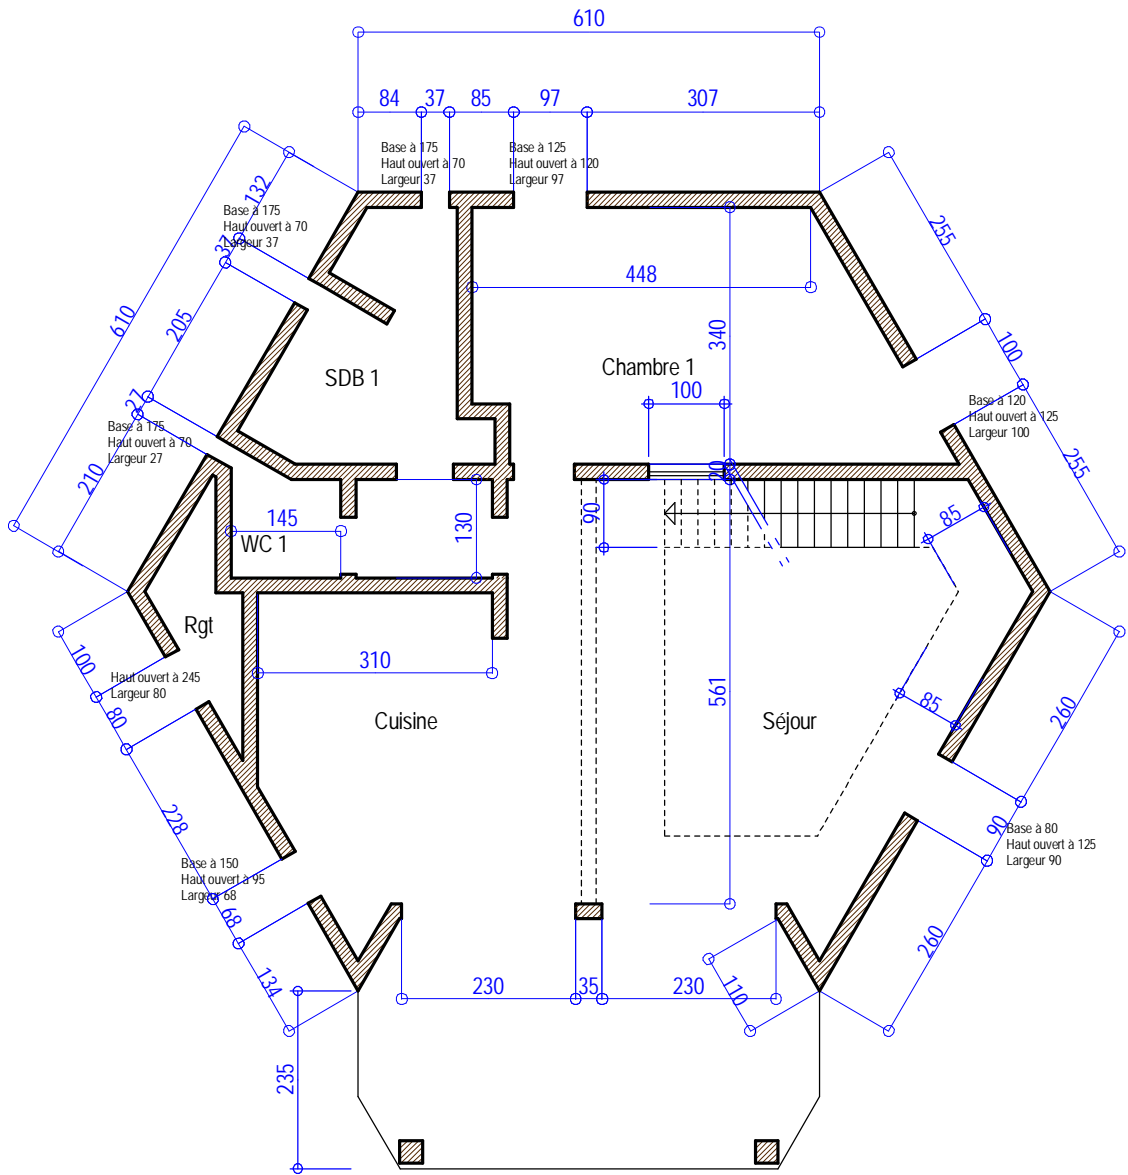 610
84
37
85
97
307
Base à 175
Haut ouvert à 70
Largeur 37
Base à 125
Haut ouvert à 120
Largeur 97
132
Base à 175
Haut ouvert à 70
Largeur 37
37
255
610
205
448
340
SDB 1
Chambre 1
100
100
27
Base à 175
Haut ouvert à 70
Largeur 27
Base à 120
Haut ouvert à 125
Largeur 100
210
20
255
145
130
90
85
WC 1
Rgt
100
Haut ouvert à 245
Largeur 80
80
310
561
85
260
Cuisine
Séjour
228
90
Base à 80
Haut ouvert à 125
Largeur 90
Base à 150
Haut ouvert à 95
Largeur 68
68
134
260
230
35
230
110
235